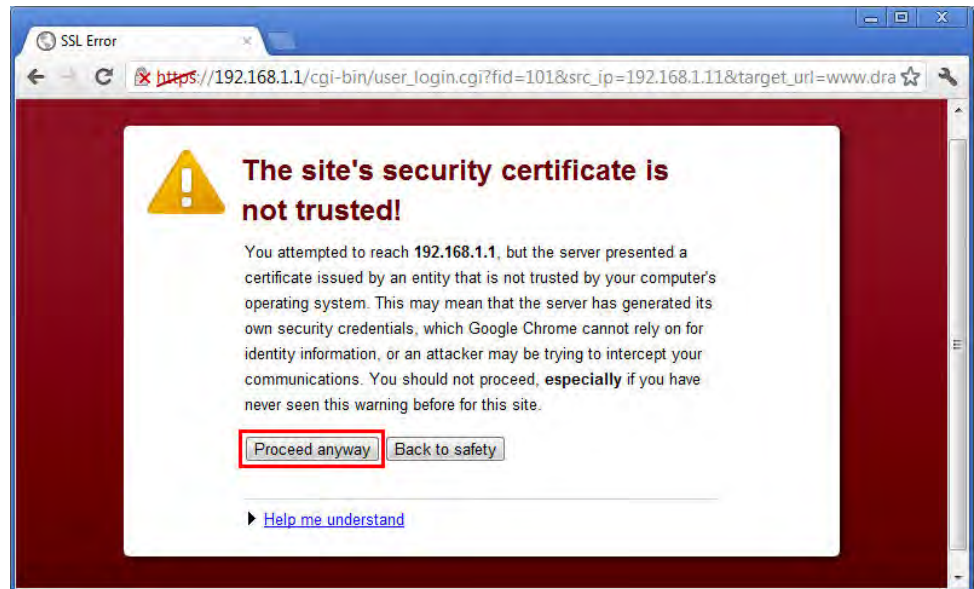 SSL Error
https://192.168.1.1/cgi-bin/user_login.cgi?fid=101&src_ip=192.168.1.11&target_url=www.dra
The site's security certificate is
not trusted!
You attempted to reach 192.168.1.1, but the server presented a
certificate issued by an entity that is not trusted by your computer's
operating system. This may mean that the server has generated its
own security credentials, which Google Chrome cannot rely on for
identity information, or an attacker may be trying to intercept your
communications. You should not proceed, especially if you have
never seen this warning before for this site.
Proceed anyway Back to safety
Help me understand